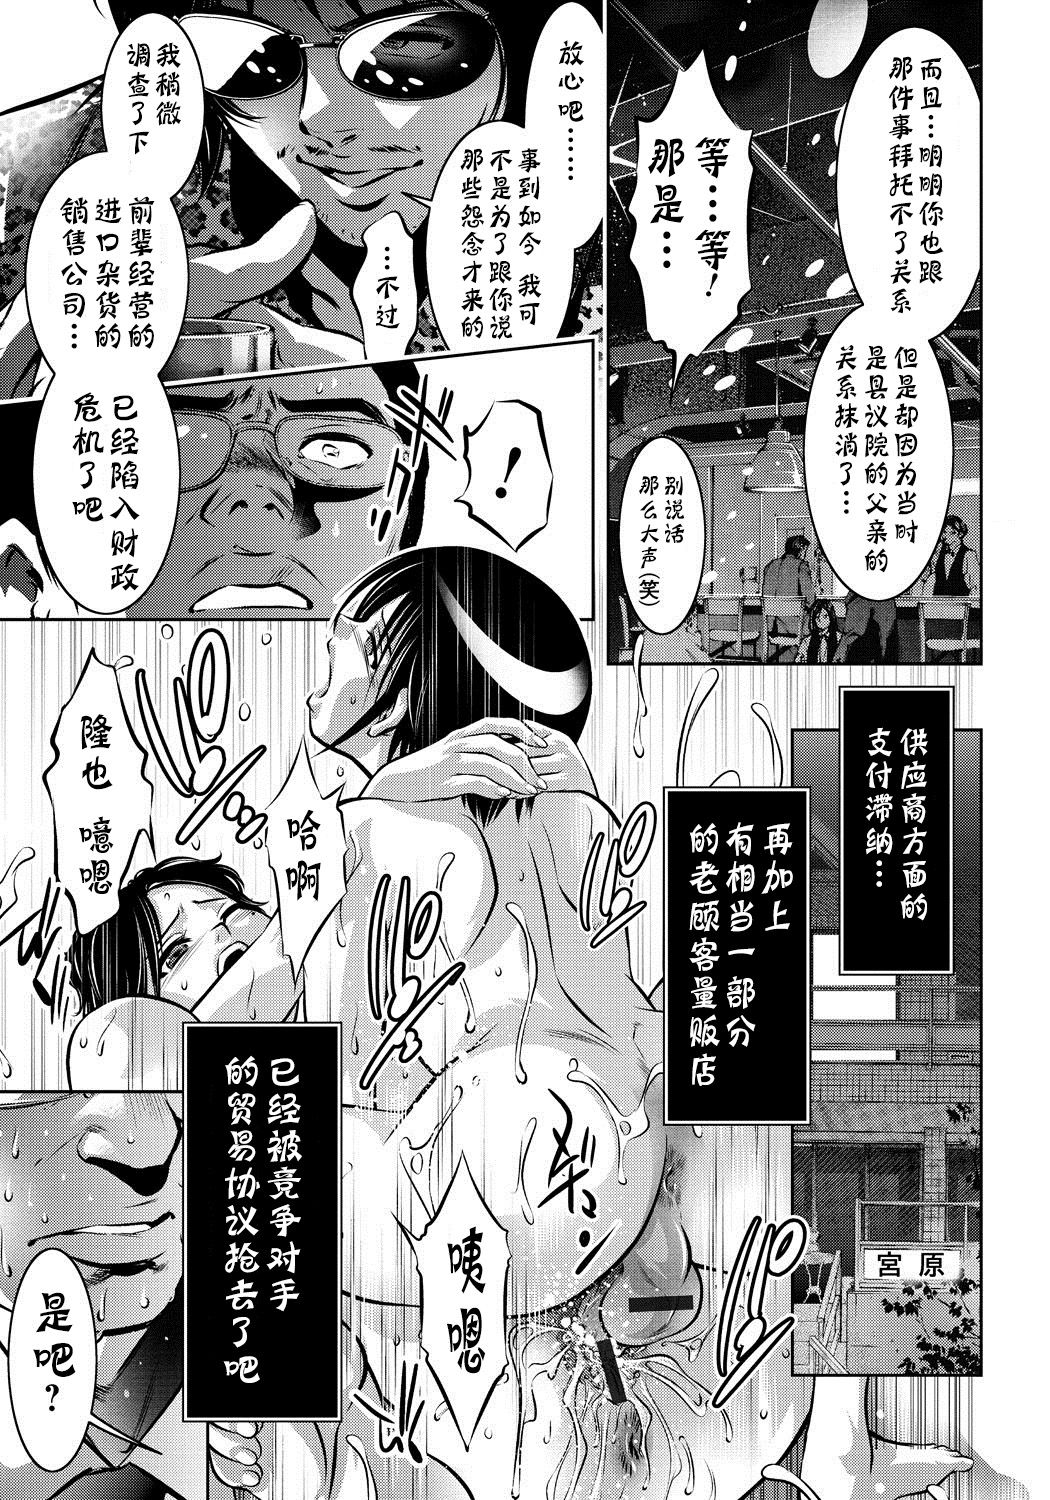 而且…明明你也跟
那件事拜托不了关系
但是却因为当时
是县议院的父亲的
关系抹消了…
等…等！
那是…
别说话
那么大声(笑)
放心吧……
事到如今 我可
不是为了跟你说
那些怨念才来的
…不过
我稍微
调查了下
前辈经营的
进口杂货的
销售公司…
已经陷入财政
危机了吧
！
供应商方面的
支付滞纳…
宮原
再加上
有相当一部分
的老顾客量贩店
哈啊
隆也 噫嗯
已经被竞争对手
的贸易协议抢去了吧
咦嗯
是吧？